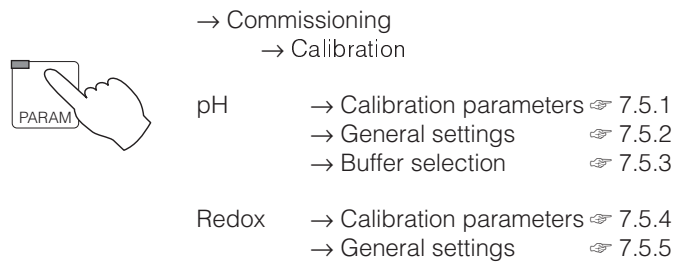 → Commissioning
→ Calibration
PARAM
pH → Calibration parameters ☞ 7.5.1
→ General settings ☞ 7.5.2
→ Buffer selection ☞ 7.5.3
Redox → Calibration parameters ☞ 7.5.4
→ General settings ☞ 7.5.5